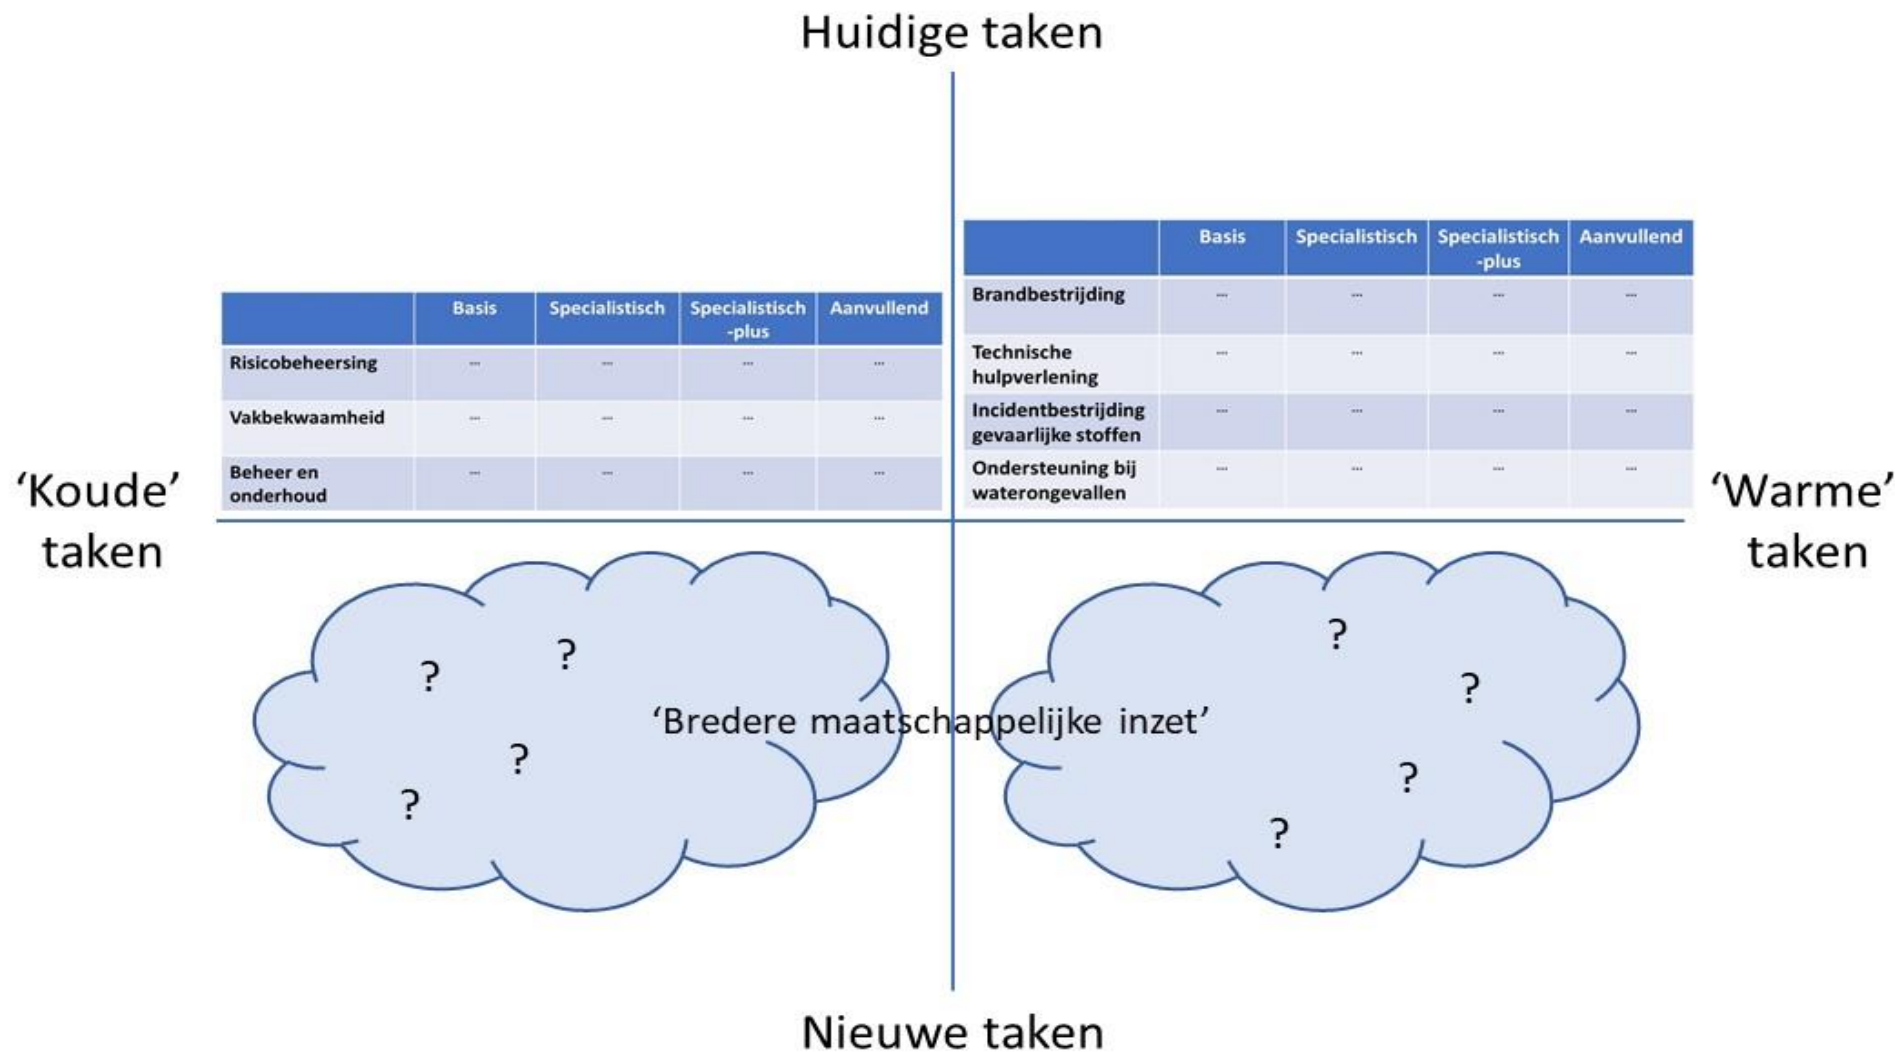 Huidige taken
Basis Specialistisch Specialistisch Aanvullend
-plus
Risicobeheersing ... ... ... ...
Vakbekwaamheid ... ... ... ...
Beheer en ... ... ... ...
onderhoud
Basis Specialistisch Specialistisch Aanvullend
-plus
Brandbestrijding ... ... ... ...
Technische ... ... ... ...
hulpverlening
Incidentbestrijding ... ... ... ...
gevaarlijke stoffen
Ondersteuning bij ... ... ... ...
waterongevallen
‘Koude’
taken
‘Warme’
taken
? ?
?
?
‘Bredere maatschappelijke inzet’
?
?
?
?
Nieuwe taken